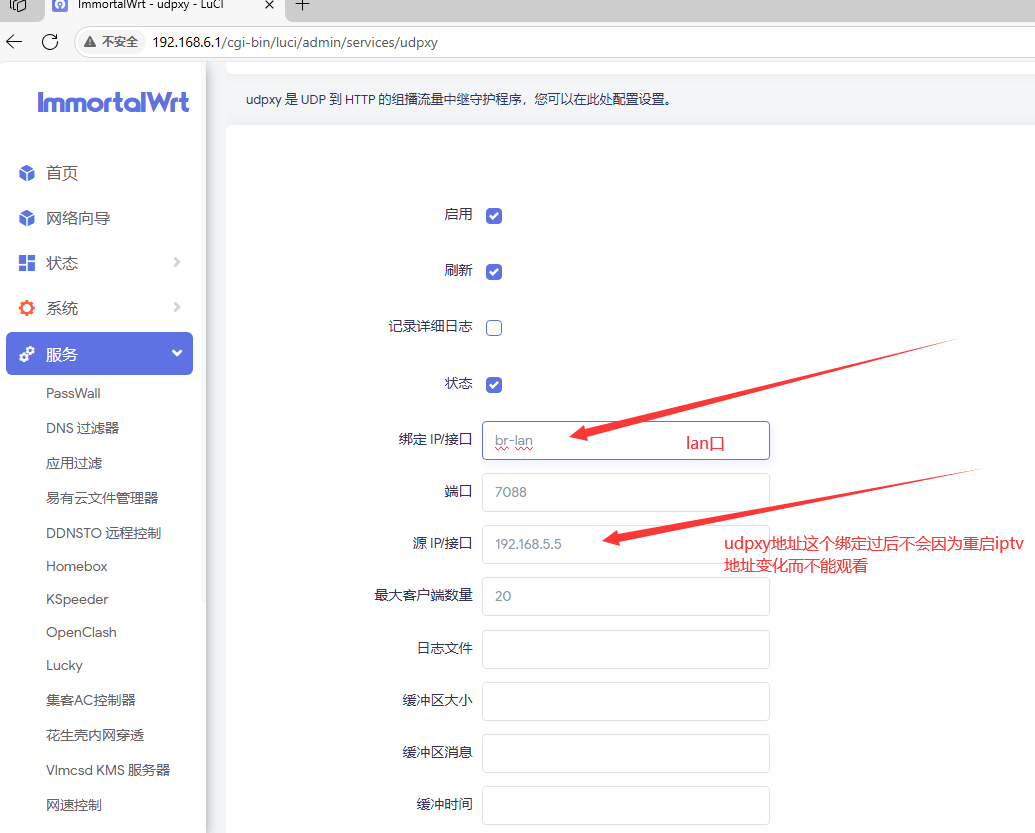 ImmortalWrt - udpxy - LuCI
不安全 192.168.6.1/cgi-bin/luci/admin/services/udpxy
ImmortalWrt
首页
网络向导
状态
系统
服务
PassWall
DNS 过滤器
应用过滤
易有云文件管理器
DDNSTO 远程控制
Homebox
KSpeeder
OpenClash
Lucky
集客AC控制器
花生壳内网穿透
Vlmcsd KMS 服务器
网速控制
udpxy 是 UDP 到 HTTP 的组播流量中继守护程序，您可以在此处配置设置。
启用
刷新
记录详细日志
状态
绑定 IP/接口 br-lan lan口
端口 7088
源 IP/接口 192.168.5.5
udpxy地址这个绑定过后不会因为重启iptv
地址变化而不能观看
最大客户端数量 20
日志文件
缓冲区大小
缓冲区消息
缓冲时间